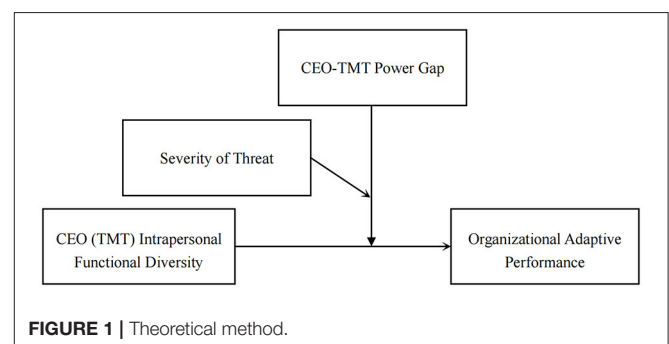 CEO-TMT Power Gap
Severity of Threat
CEO (TMT) Intrapersonal
Functional Diversity
Organizational Adaptive
Performance
FIGURE 1 | Theoretical method.